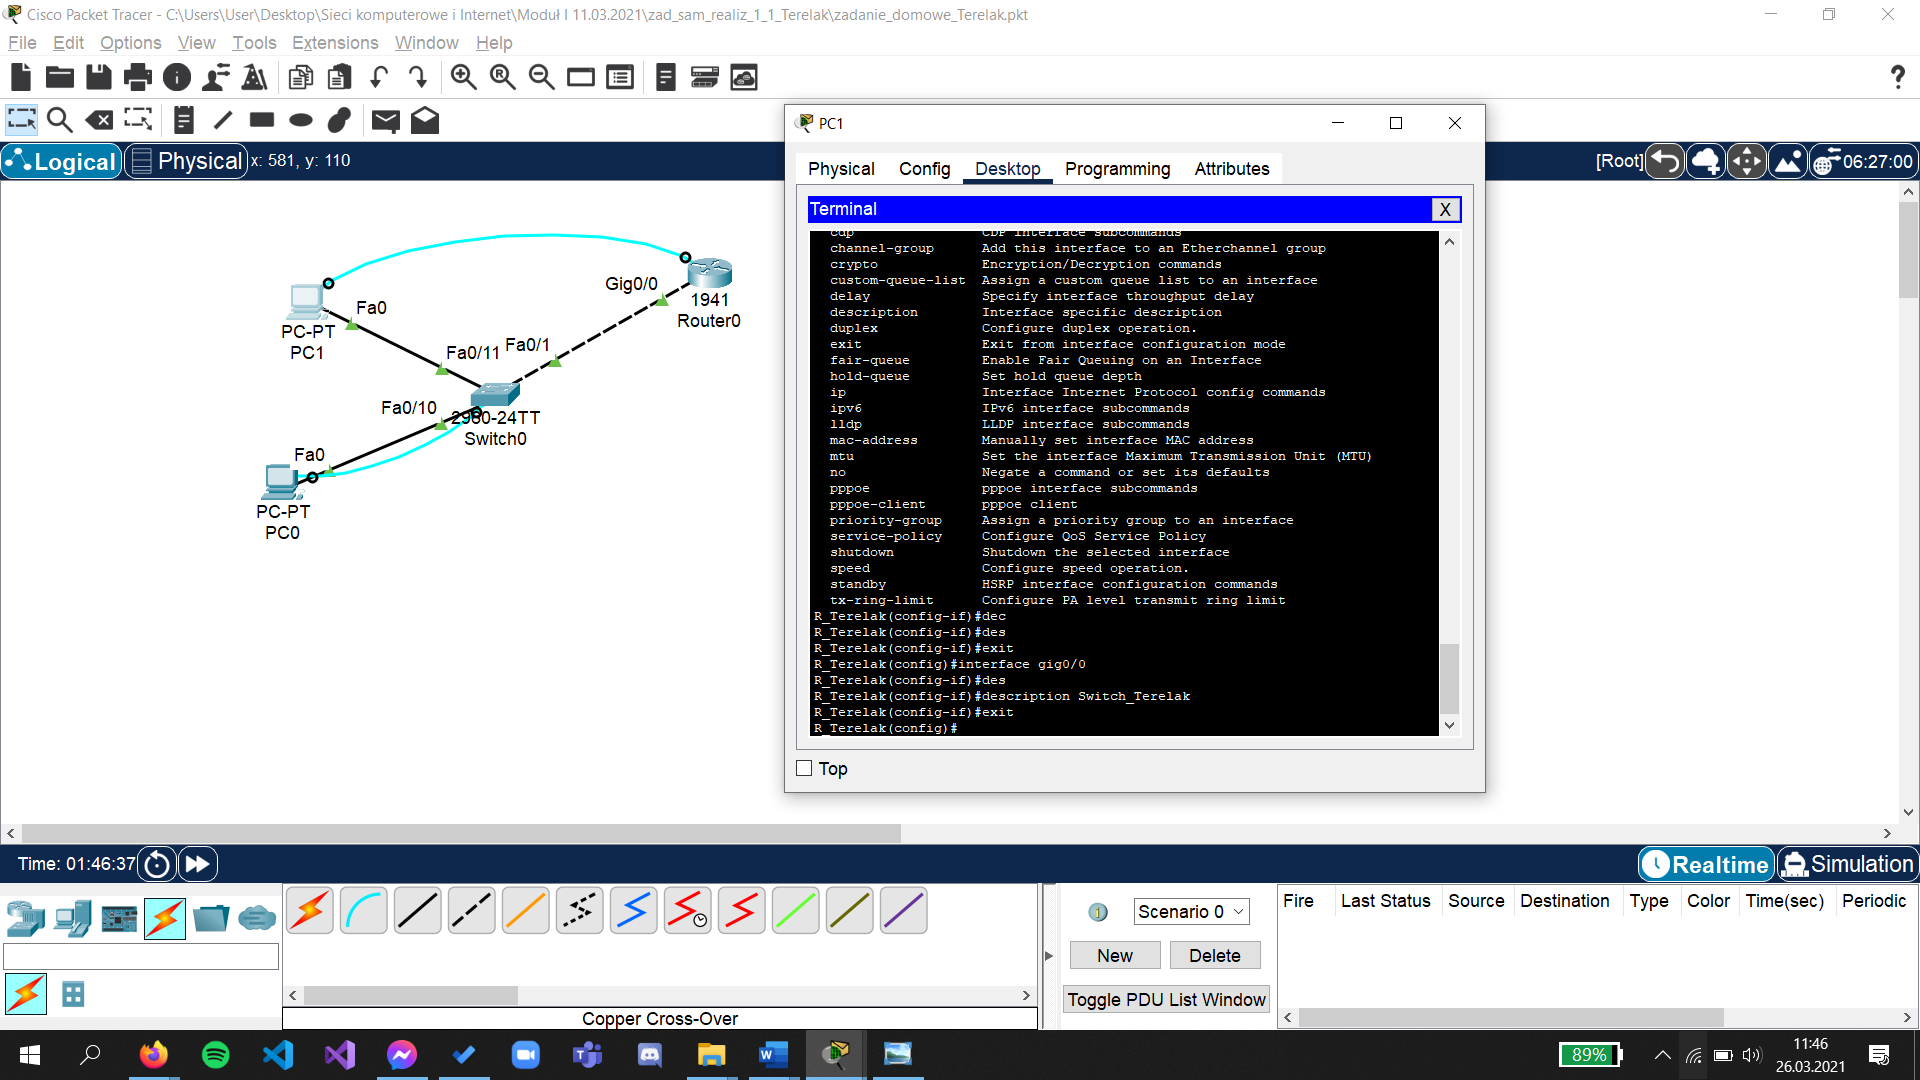 Cisco Packet Tracer - C:\Users\User\Desktop\Sieci komputerowe i Internet\Moduł I 11.03.2021\zad_sam_realiz_1_1_Terelak\zadanie_domowe_Terelak.pkt
File Edit Options View Tools Extensions Window Help
Logical Physical x: 581, y: 110
[Root] 06:27:00
PC1
Physical Config Desktop Programming Attributes
Terminal X
cdp CDP interface subcommands
channel-group Add this interface to an Etherchannel group
crypto Encryption/Decryption commands
custom-queue-list Assign a custom queue list to an interface
delay Specify interface throughput delay
description Interface specific description
duplex Configure duplex operation.
exit Exit from interface configuration mode
fair-queue Enable Fair Queuing on an Interface
hold-queue Set hold queue depth
ip Interface Internet Protocol config commands
ipv6 IPv6 interface subcommands
lldp LLDP interface subcommands
mac-address Manually set interface MAC address
mtu Set the interface Maximum Transmission Unit (MTU)
no Negate a command or set its defaults
pppoe pppoe interface subcommands
pppoe-client pppoe client
priority-group Assign a priority group to an interface
service-policy Configure QoS Service Policy
shutdown Shutdown the selected interface
speed Configure speed operation.
standby HSRP interface configuration commands
tx-ring-limit Configure PA level transmit ring limit
R_Terelak(config-if)#dec
R_Terelak(config-if)#des
R_Terelak(config-if)#exit
R_Terelak(config)#interface gig0/0
R_Terelak(config-if)#des
R_Terelak(config-if)#description Switch_Terelak
R_Terelak(config-if)#exit
R_Terelak(config)#
Top
Gig0/0
1941
Router0
Fa0
PC-PT
PC1
Fa0/11 Fa0/1
Fa0/10
2960-24TT
Switch0
Fa0
PC-PT
PC0
Time: 01:46:37
Realtime Simulation
Scenario 0
New Delete
Toggle PDU List Window
Fire Last Status Source Destination Type Color Time(sec) Periodic
Copper Cross-Over
89%
11:46
26.03.2021